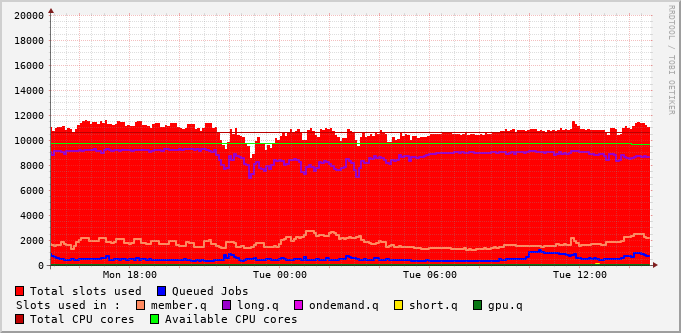 20000
18000
16000
14000
12000
10000
8000
6000
4000
2000
0
Mon 18:00 Tue 00:00 Tue 06:00 Tue 12:00
RRDTOOL / TOBI OETIKER
Total slots used Queued Jobs
Slots used in : member.q long.q ondemand.q short.q gpu.q
Total CPU cores Available CPU cores